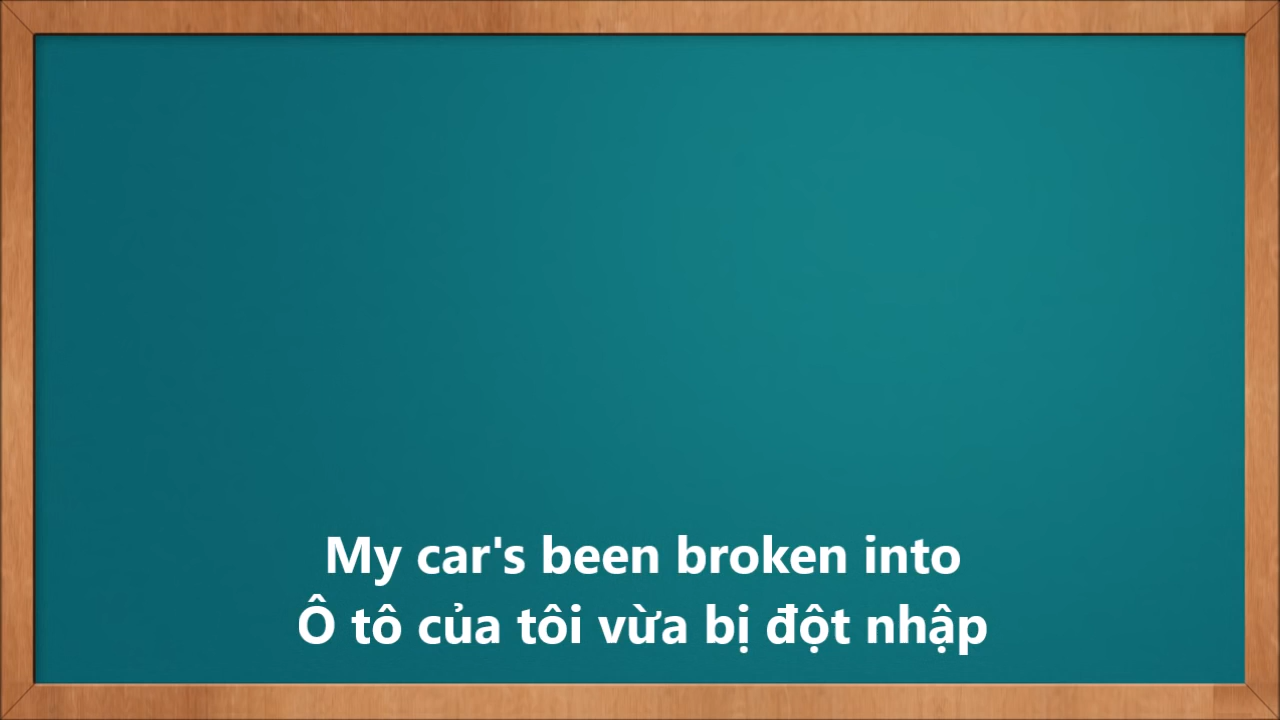 My car's been broken into
Ô tô của tôi vừa bị đột nhập